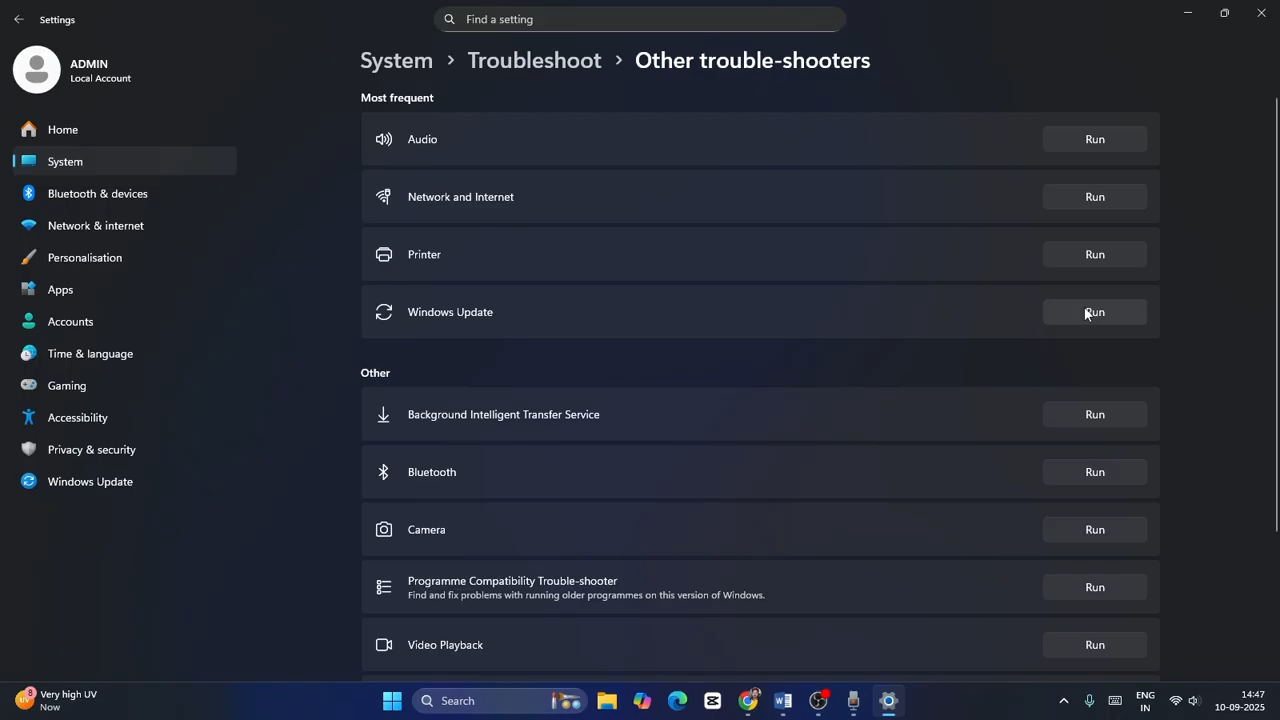 Settings
Find a setting
ADMIN
Local Account
Home
System
Bluetooth & devices
Network & internet
Personalisation
Apps
Accounts
Time & language
Gaming
Accessibility
Privacy & security
Windows Update
System > Troubleshoot > Other trouble-shooters
Most frequent
Audio Run
Network and Internet Run
Printer Run
Windows Update Run
Other
Background Intelligent Transfer Service Run
Bluetooth Run
Camera Run
Programme Compatibility Trouble-shooter Run
Find and fix problems with running older programmes on this version of Windows.
Video Playback Run
8
Very high UV
Now
Search
ENG
IN
14:47
10-09-2025